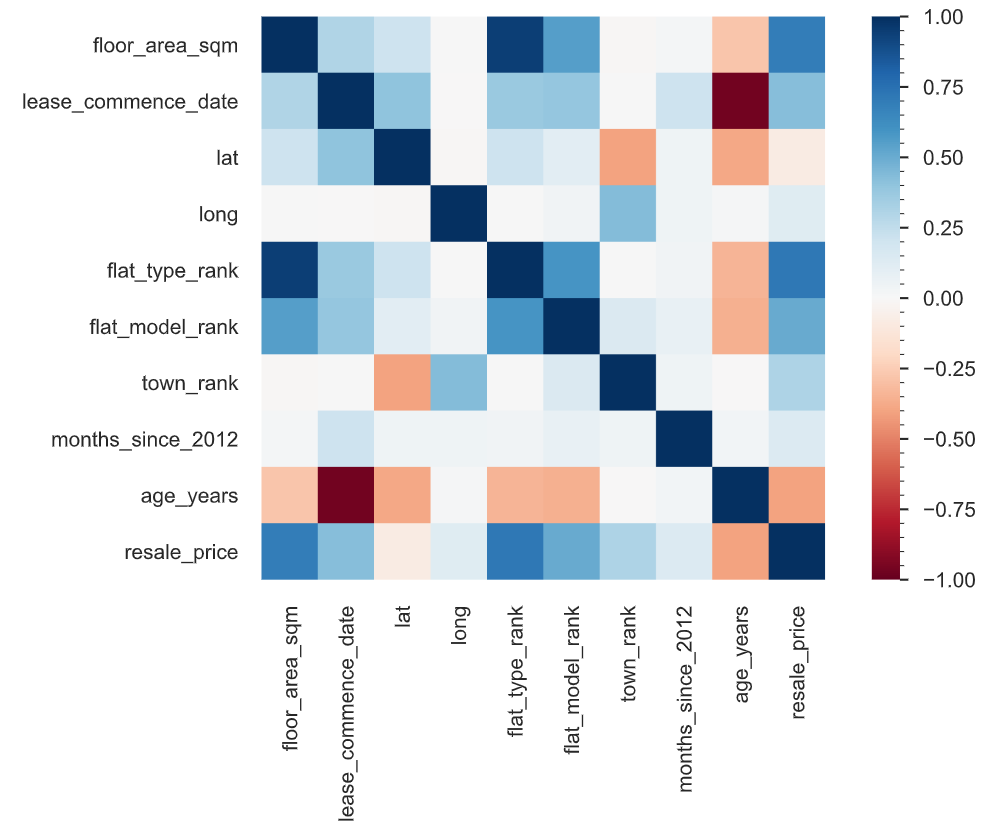 floor_area_sqm
lease_commence_date
lat
long
flat_type_rank
flat_model_rank
town_rank
months_since_2012
age_years
resale_price
floor_area_sqm
lease_commence_date
lat
long
flat_type_rank
flat_model_rank
town_rank
months_since_2012
age_years
resale_price
1.00
0.75
0.50
0.25
0.00
−0.25
−0.50
−0.75
−1.00